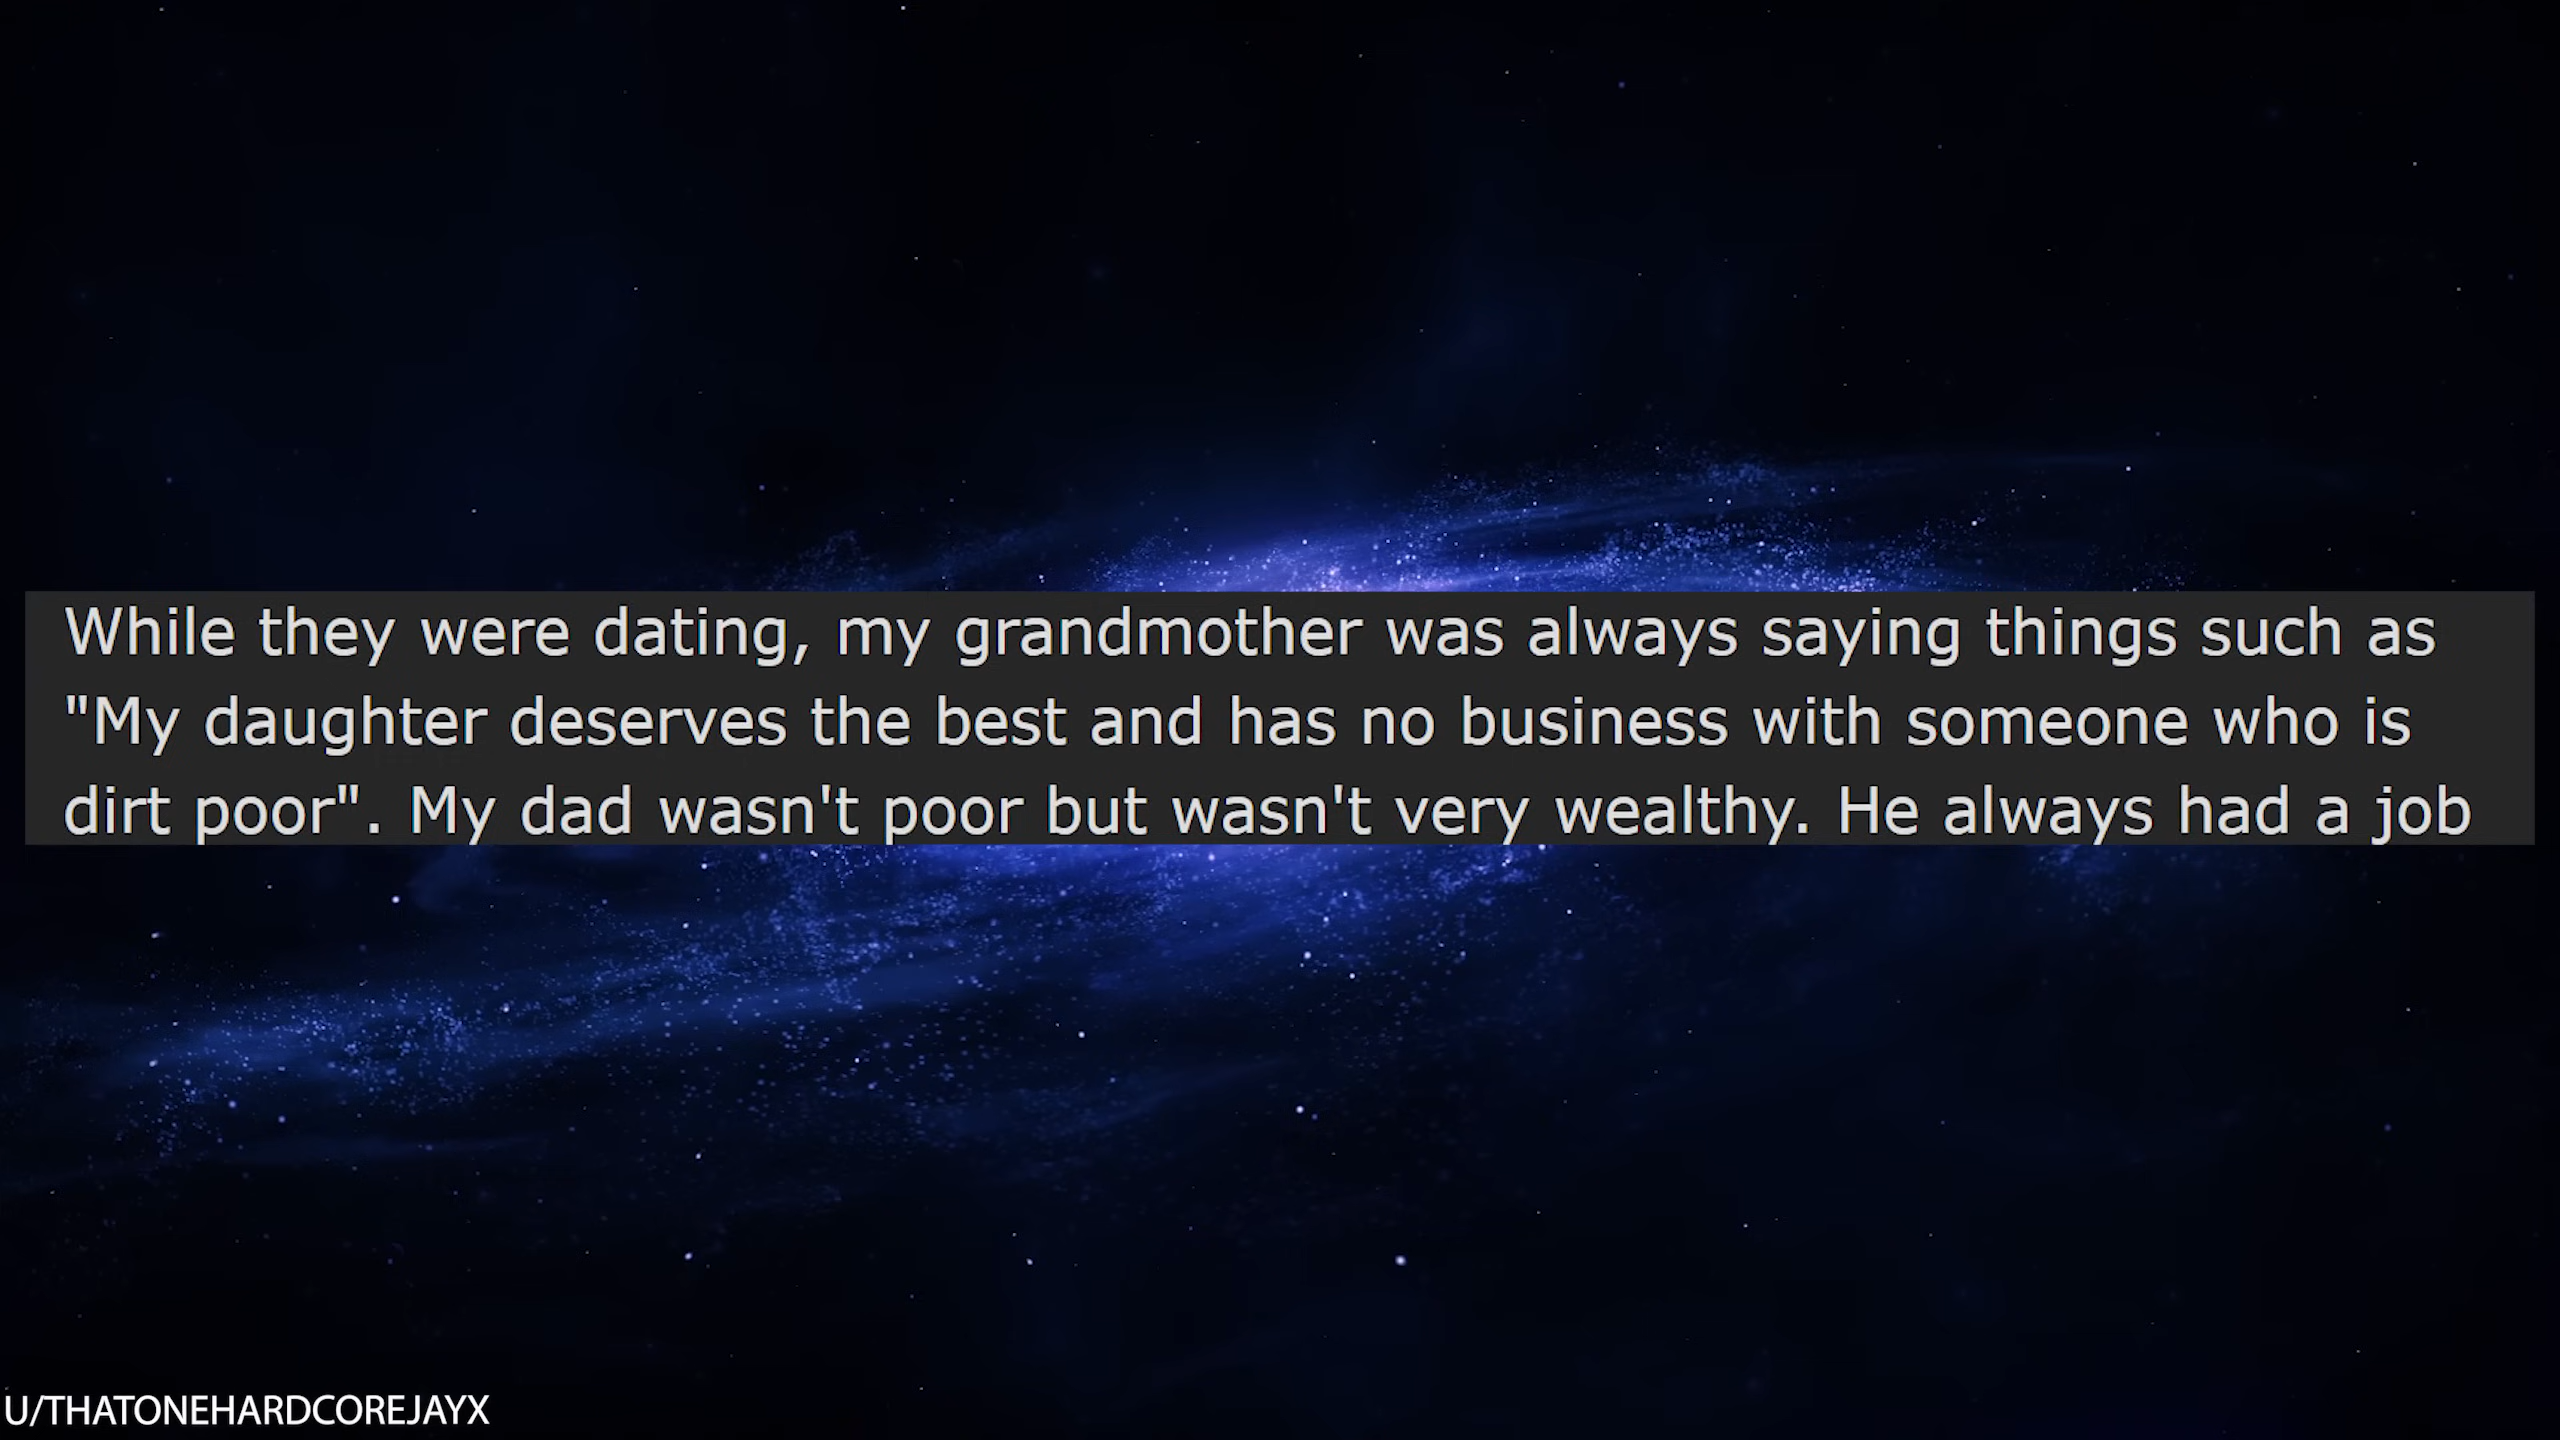 While they were dating, my grandmother was always saying things such as
"My daughter deserves the best and has no business with someone who is
dirt poor". My dad wasn't poor but wasn't very wealthy. He always had a job
U/THATONEHARDCOREJAYX